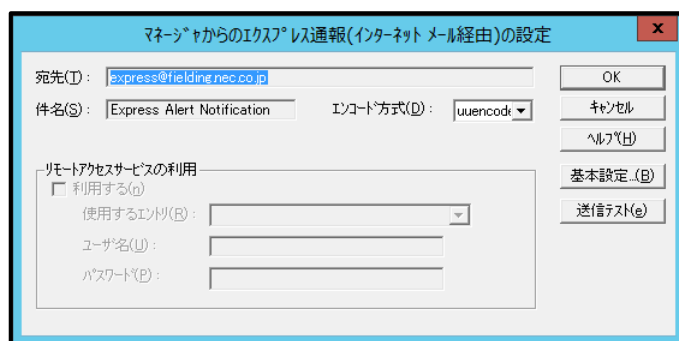 マネージャからのエクスプレス通報(インターネット メール経由)の設定
x
宛先(T) : express@fielding.nec.co.jp
OK
件名(S) : Express Alert Notification エンコード方式(D) : uuencode
キャンセル
ヘルプ(H)
リモートアクセスサービスの利用
基本設定..(B)
利用する(n)
送信テスト(e)
使用するエントリ(R) :
ユーザ名(U) :
パスワード(P) :